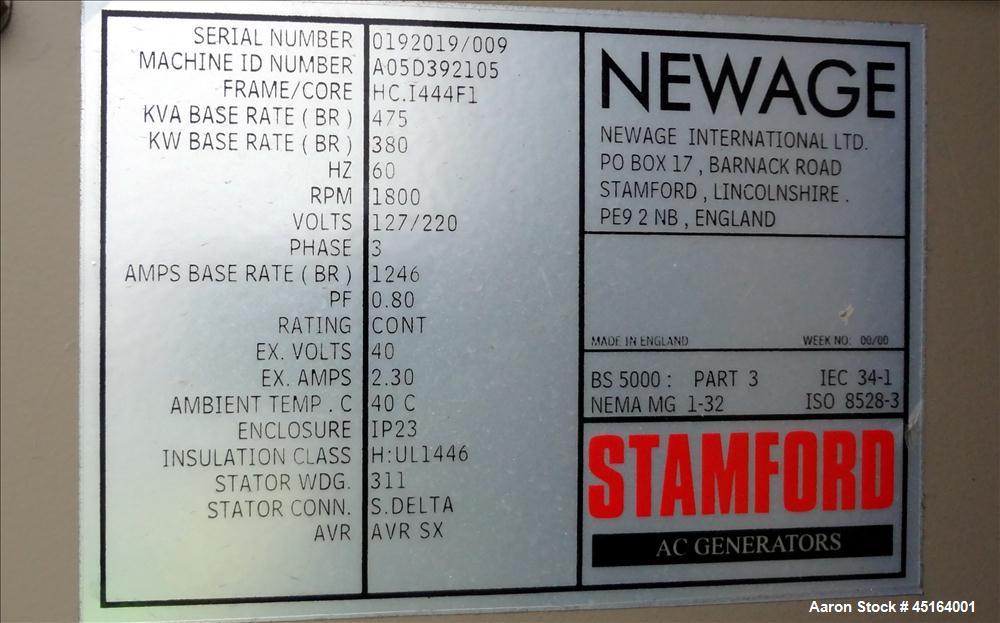 SERIAL NUMBER 0192019/009
MACHINE ID NUMBER A05D392105
FRAME/CORE HC.I444F1
KVA BASE RATE ( BR ) 475
KW BASE RATE ( BR ) 380
HZ 60
RPM 1800
VOLTS 127/220
PHASE 3
AMPS BASE RATE ( BR ) 1246
PF 0.80
RATING CONT
EX. VOLTS 40
EX. AMPS 2.30
AMBIENT TEMP . C 40 C
ENCLOSURE IP23
INSULATION CLASS H:UL1446
STATOR WDG. 311
STATOR CONN. S.DELTA
AVR AVR SX
NEWAGE
NEWAGE INTERNATIONAL LTD.
PO BOX 17 , BARNACK ROAD
STAMFORD , LINCOLNSHIRE .
PE9 2 NB , ENGLAND
MADE IN ENGLAND WEEK NO: 00/00
BS 5000 : PART 3 IEC 34-1
NEMA MG 1-32 ISO 8528-3
STAMFORD
AC GENERATORS
Aaron Stock # 45164001